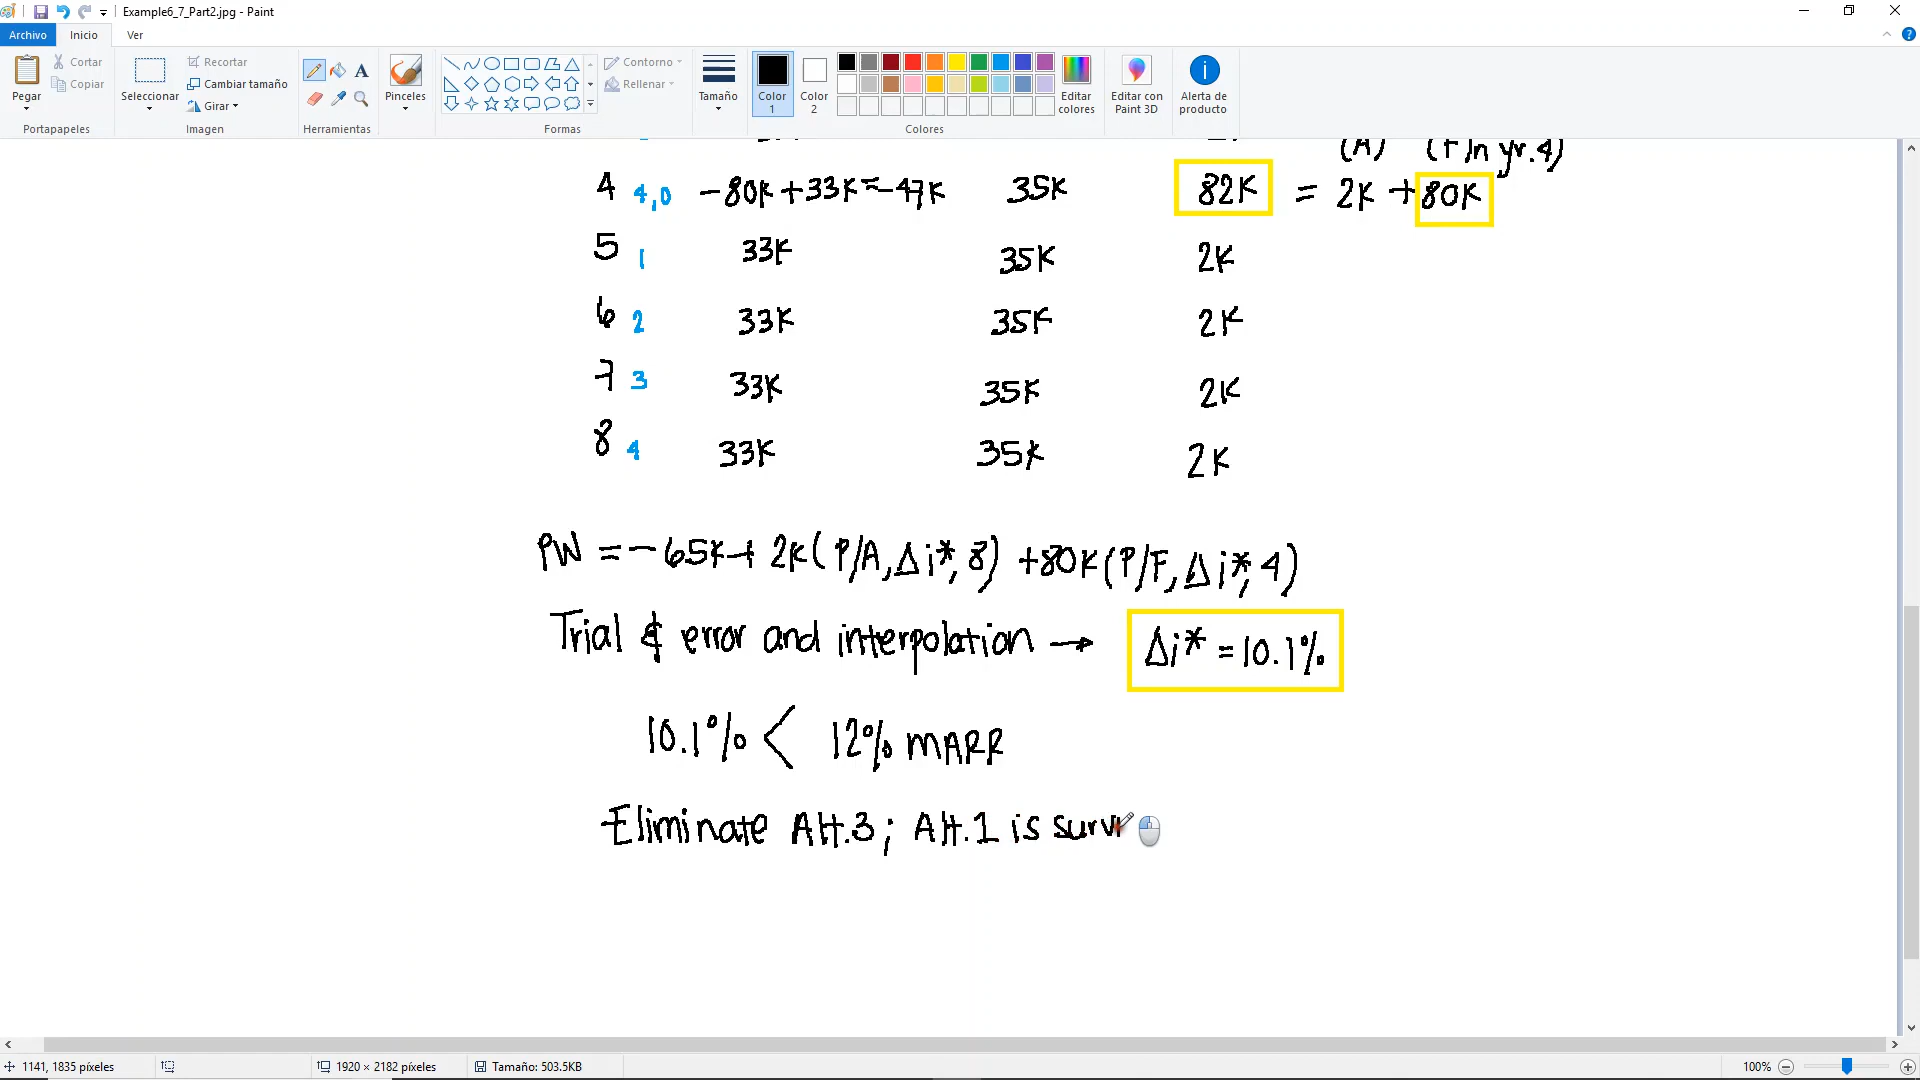 Example6_7_Part2.jpg - Paint
Archivo Inicio Ver
Pegar
Cortar
Copiar
Portapapeles
Seleccionar
Recortar
Cambiar tamaño
Girar
Imagen
Herramientas
Pinceles
Contorno
Rellenar
Formas
Tamaño
Color 1
Color 2
Editar colores
Colores
Editar con Paint 3D
Alerta de producto
(A) (F in yr.4)
4 4,0 -80K+33K=-47K 35K 82K = 2K +80K
5 1 33K 35K 2K
6 2 33K 35K 2K
7 3 33K 35K 2K
8 4 33K 35K 2K
PW = -65K+ 2K(P/A,Δi*,8) +80K(P/F,Δi*,4)
Trial & error and interpolation → Δi* =10.1%
10.1% < 12% MARR
Eliminate Alt.3; Alt.1 is survi
1141, 1835 píxeles 1920 × 2182 píxeles Tamaño: 503.5KB 100%